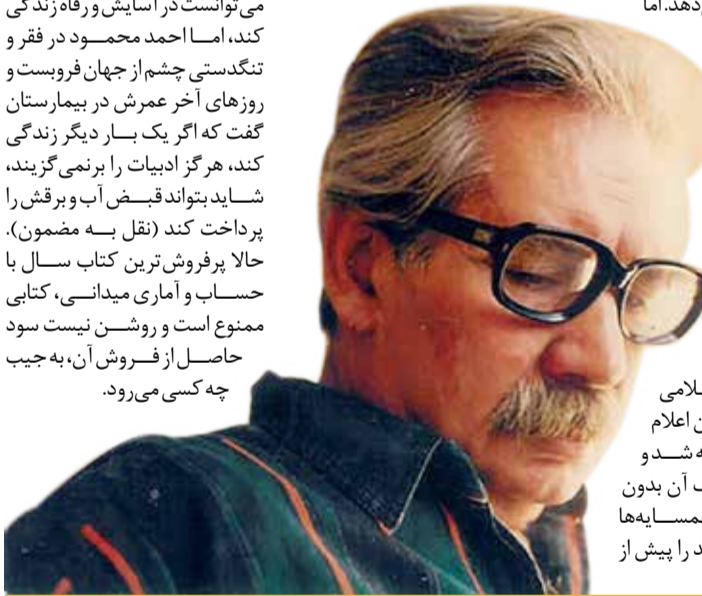 اما
اعلام
شد و
آن بدون
را پیش از
می‌توانست در آسایش و رفاه زندگی
کند، اما احمد محمود در فقر و
تنگدستی چشم از جهان فروبست و
روزهای آخر عمرش در بیمارستان
گفت که اگر یک بار دیگر زندگی
کند، هرگز ادبیات را برنمی‌گزیند،
شاید بتواند قبض آب و برقش را
پرداخت کند (نقل به مضمون).
حالا پرفروش‌ترین کتاب سال با
حساب و آماری میدانی، کتابی
ممنوع است و روشن نیست سود
حاصل از فروش آن، به جیب
چه کسی می‌رود.